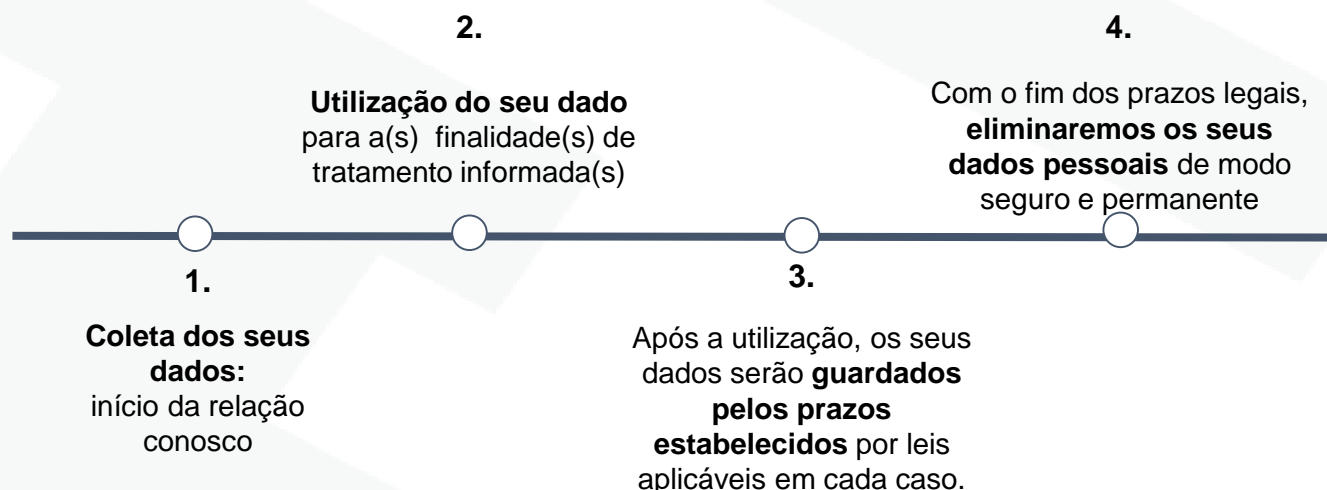 1.
Coleta dos seus
dados:
início da relação
conosco
2.
Utilização do seu dado
para a(s) finalidade(s) de
tratamento informada(s)
3.
Após a utilização, os seus
dados serão guardados
pelos prazos
estabelecidos por leis
aplicáveis em cada caso.
4.
Com o fim dos prazos legais,
eliminaremos os seus
dados pessoais de modo
seguro e permanente